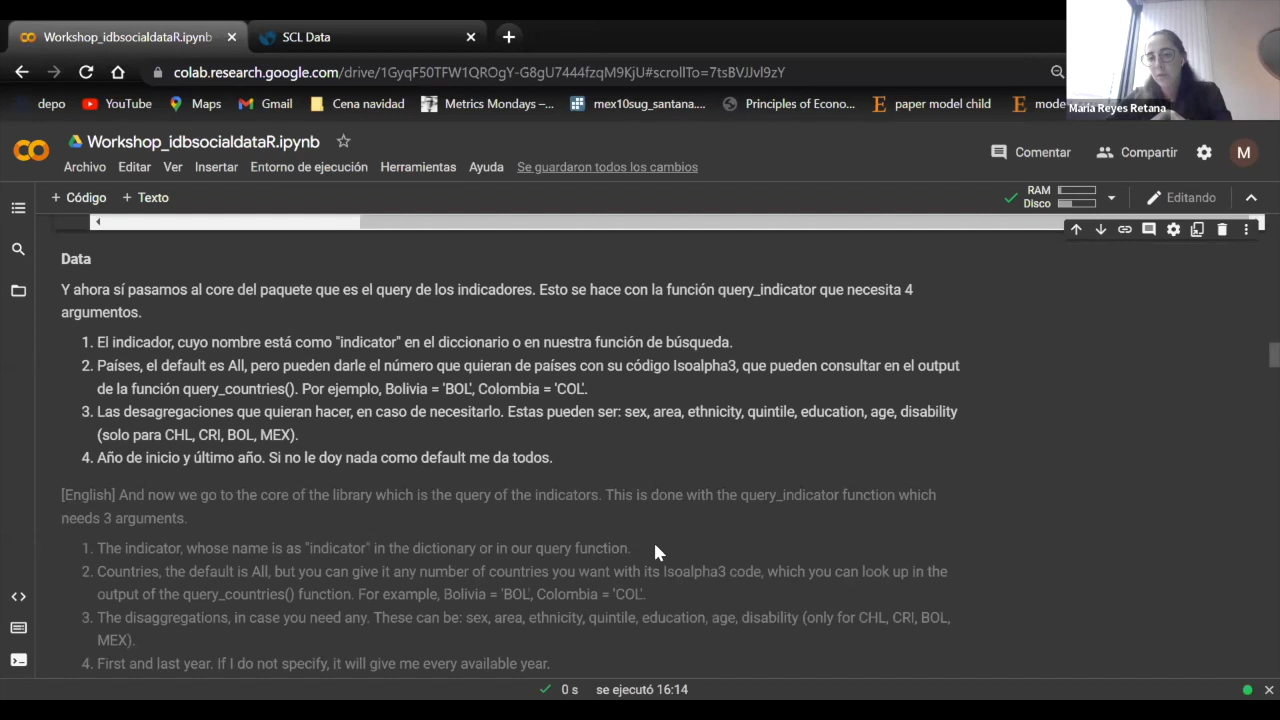 Workshop_idbsocialdataR.ipynb
SCL Data
colab.research.google.com/drive/1GyqF50TFW1QROgY-G8gU7444fzqM9KjU#scrollTo=7tsBVJJvl9zY
depo YouTube Maps Gmail Cena navidad Metrics Mondays –... mex10sug_santana.... Principles of Econo... paper model child
María Reyes Retana
Workshop_idbsocialdataR.ipynb
Comentar Compartir M
Archivo Editar Ver Insertar Entorno de ejecución Herramientas Ayuda Se guardaron todos los cambios
+ Código + Texto RAM Disco Editando
Data
Y ahora sí pasamos al core del paquete que es el query de los indicadores. Esto se hace con la función query_indicator que necesita 4
argumentos.
1. El indicador, cuyo nombre está como "indicator" en el diccionario o en nuestra función de búsqueda.
2. Países, el default es All, pero pueden darle el número que quieran de países con su código Isoalpha3, que pueden consultar en el output
de la función query_countries(). Por ejemplo, Bolivia = 'BOL', Colombia = 'COL'.
3. Las desagregaciones que quieran hacer, en caso de necesitarlo. Estas pueden ser: sex, area, ethnicity, quintile, education, age, disability
(solo para CHL, CRI, BOL, MEX).
4. Año de inicio y último año. Si no le doy nada como default me da todos.
[English] And now we go to the core of the library which is the query of the indicators. This is done with the query_indicator function which
needs 3 arguments.
1. The indicator, whose name is as "indicator" in the dictionary or in our query function.
2. Countries, the default is All, but you can give it any number of countries you want with its Isoalpha3 code, which you can look up in the
output of the query_countries() function. For example, Bolivia = 'BOL', Colombia = 'COL'.
3. The disaggregations, in case you need any. These can be: sex, area, ethnicity, quintile, education, age, disability (only for CHL, CRI, BOL,
MEX).
4. First and last year. If I do not specify, it will give me every available year.
0 s se ejecutó 16:14